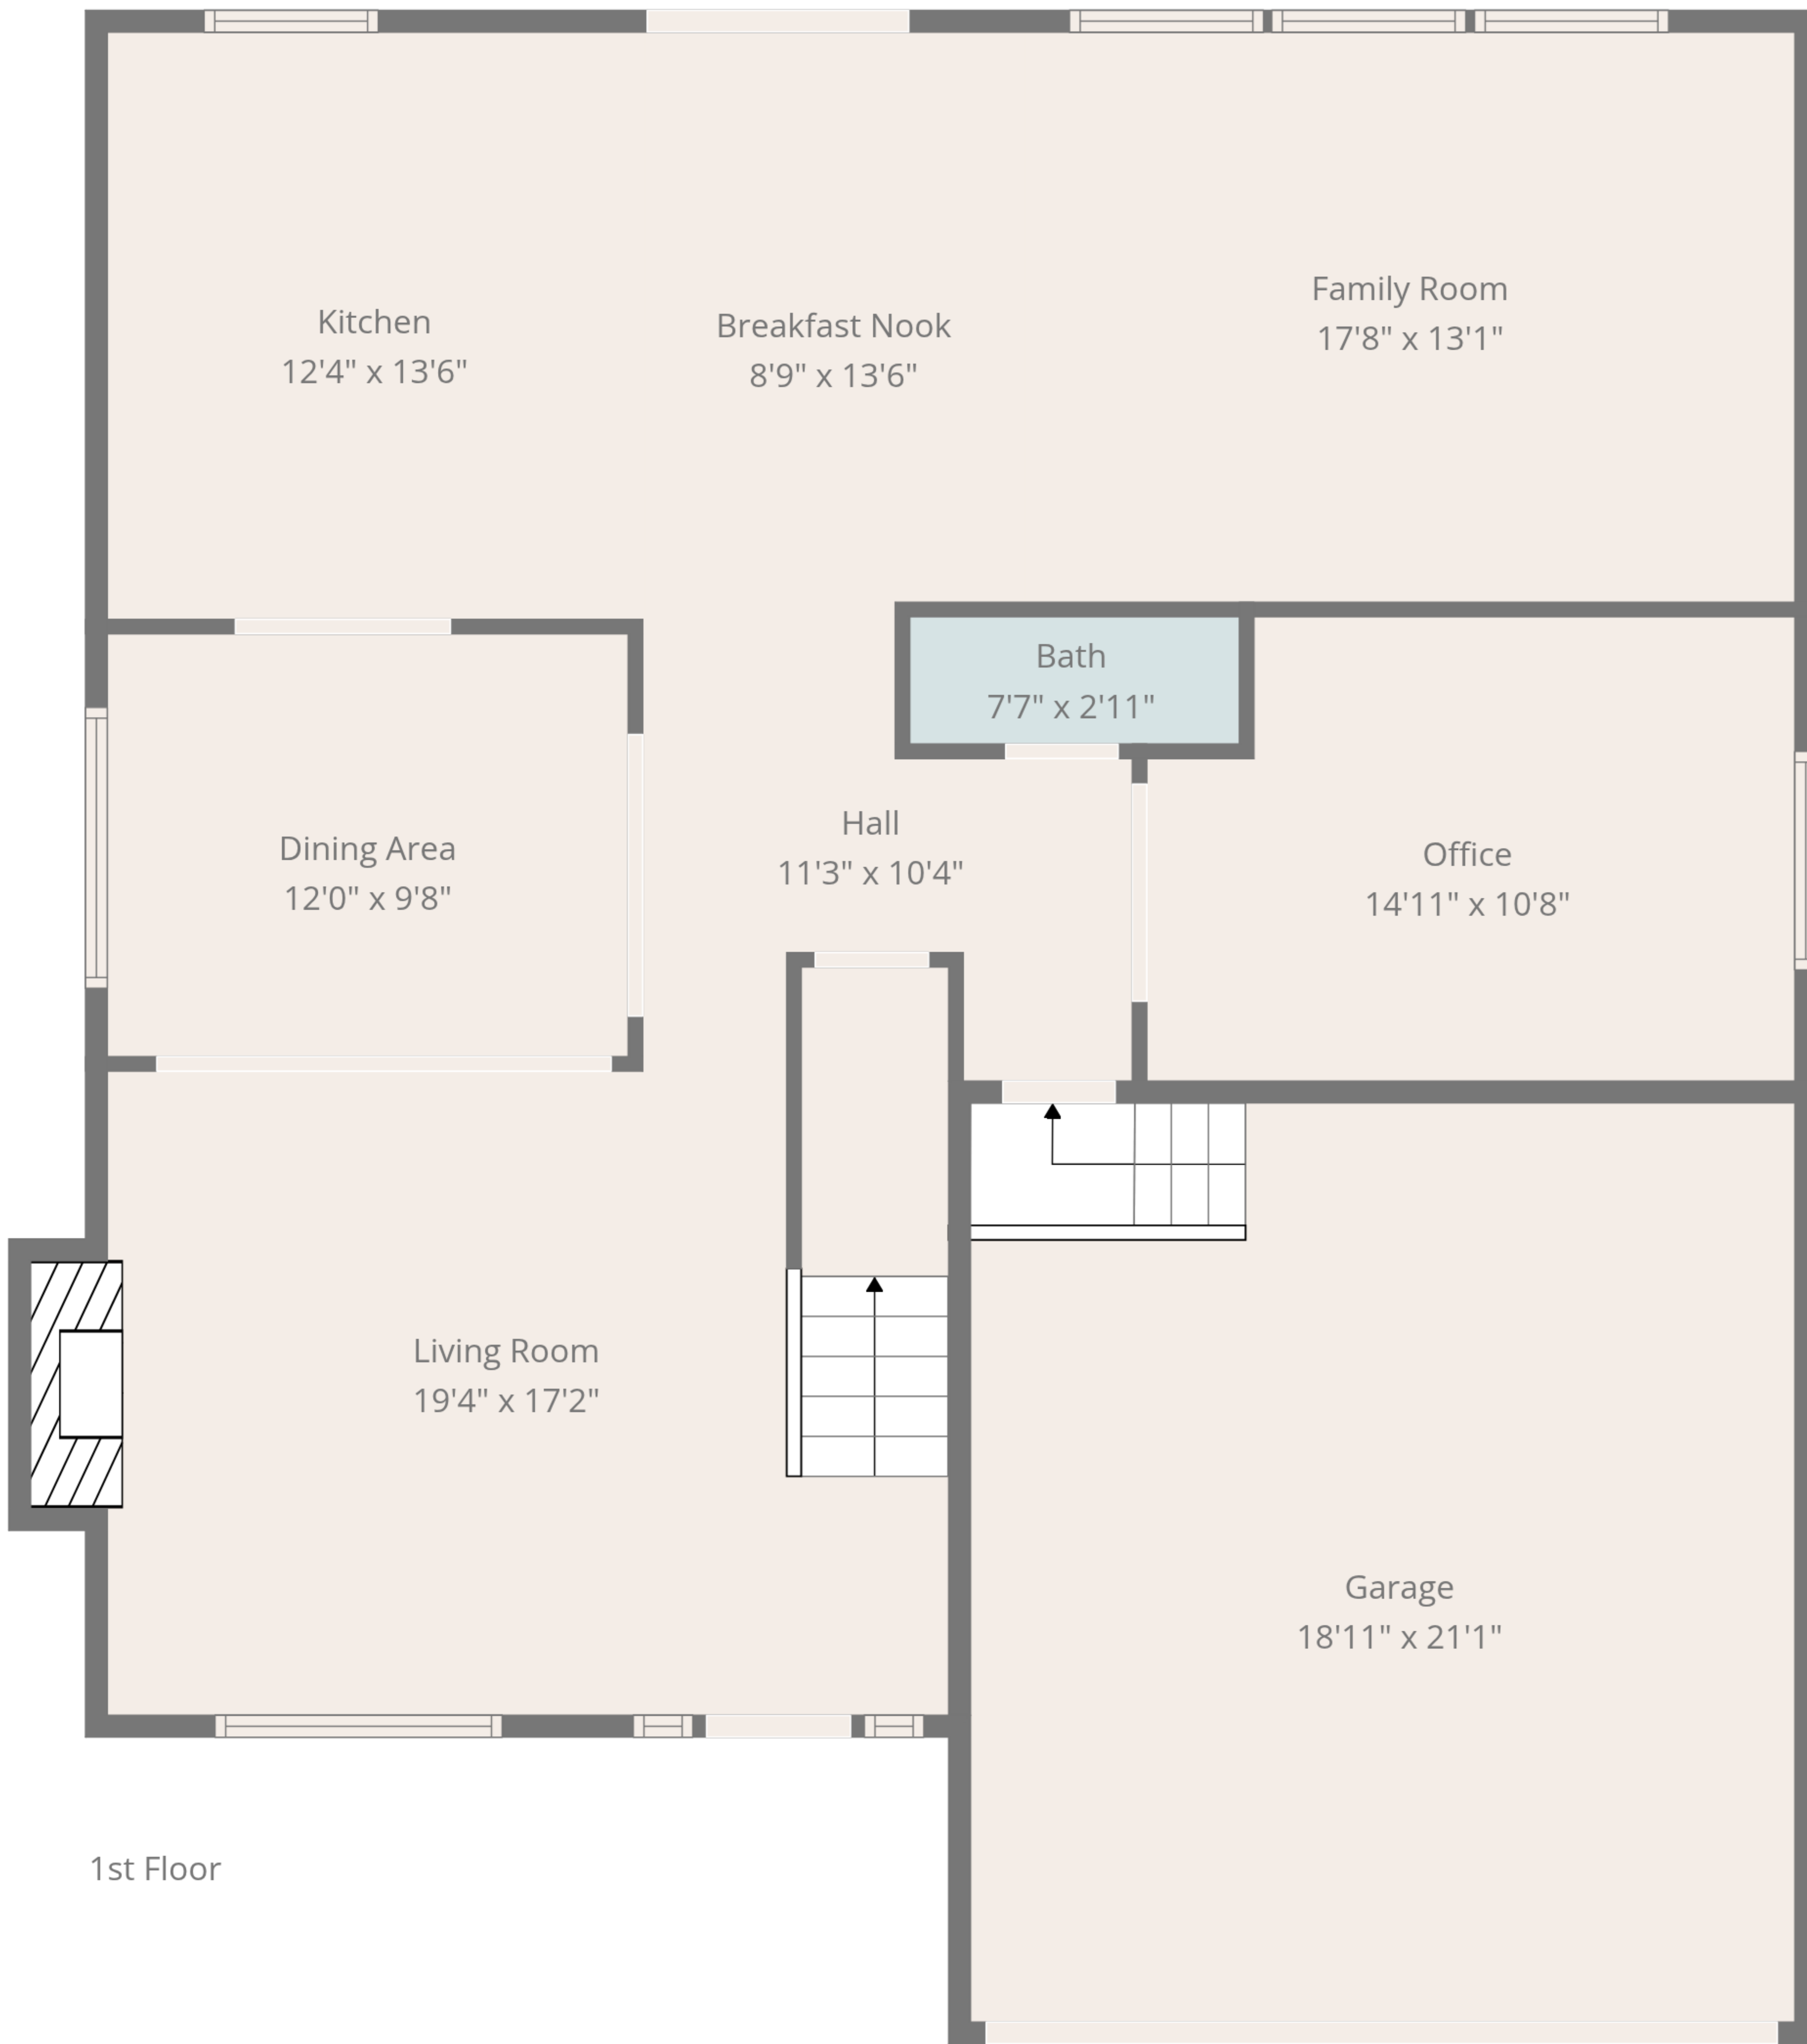 Kitchen
12'4" x 13'6"
Breakfast Nook
8'9" x 13'6"
Family Room
17'8" x 13'1"
Bath
7'7" x 2'11"
Hall
11'3" x 10'4"
Dining Area
12'0" x 9'8"
Office
14'11" x 10'8"
Living Room
19'4" x 17'2"
Garage
18'11" x 21'1"
1st Floor